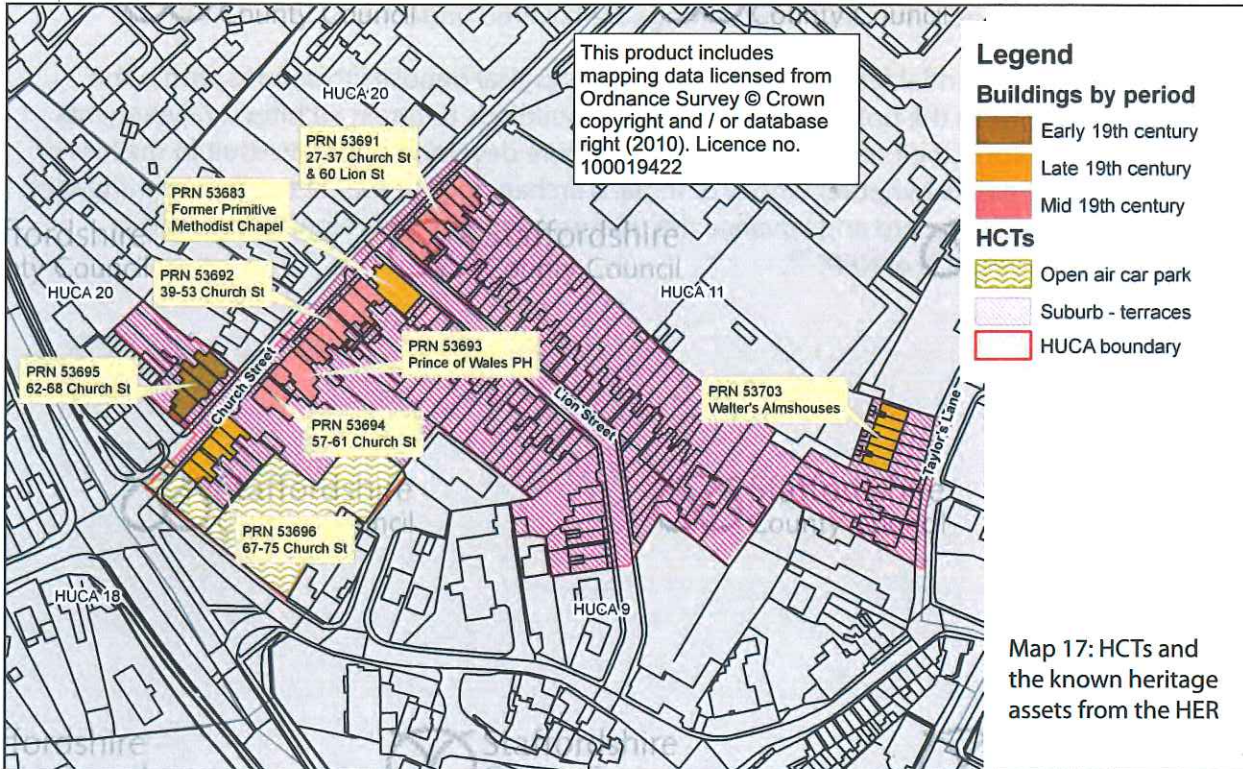 County Council
County Council
HUCA 20
This product includes
mapping data licensed from
Ordnance Survey © Crown
copyright and / or database
right (2010). Licence no.
100019422
PRN 53691
27-37 Church St
& 60 Lion St
PRN 53683
Former Primitive
Methodist Chapel
PRN 53692
39-53 Church St
HUCA 20
HUCA 11
PRN 53693
Prince of Wales PH
PRN 53695
62-68 Church St
Church Street
Lion Street
PRN 53703
Walter's Almshouses
Taylor's Lane
PRN 53694
57-61 Church St
PRN 53696
67-75 Church St
HUCA 18
HUCA 9
Staffordshire
Legend
Buildings by period
Early 19th century
Late 19th century
Mid 19th century
HCTs
Open air car park
Suburb - terraces
HUCA boundary
Map 17: HCTs and
the known heritage
assets from the HER